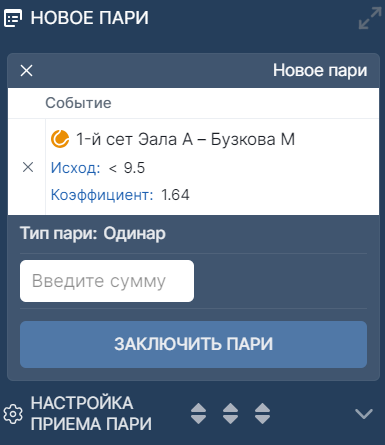 НОВОЕ ПАРИ
Новое пари
Событие
1-й сет Эала А – Бузкова М
Исход: < 9.5
Коэффициент: 1.64
Тип пари: Одинар
Введите сумму
ЗАКЛЮЧИТЬ ПАРИ
НАСТРОЙКА
ПРИЕМА ПАРИ